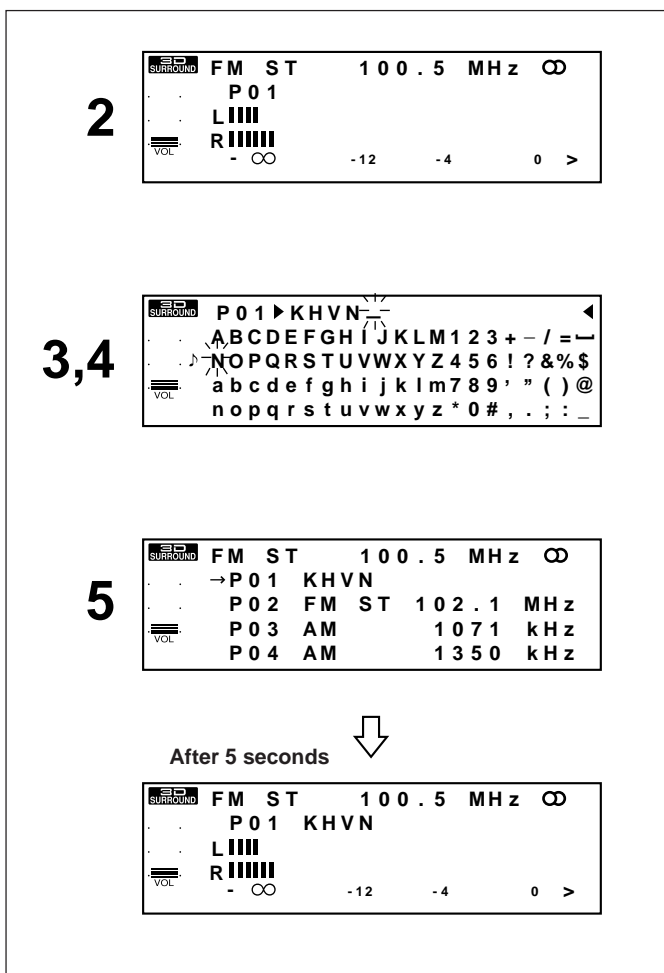 3D SURROUND FM ST 100.5 MHz
2
P01
L
R
VOL
- ∞ -12 -4 0 >
3D SURROUND P01▶KHVN_ ◀
3,4
ABCDEFGHIJKLM123+–/=⎵
♪ NOPQRSTUVWXYZ456!?&%$
abcdefghijklm789’”()@
VOL
nopqrstuvwxyz*0#,.;:_
3D SURROUND FM ST 100.5 MHz
5
→P01 KHVN
P02 FM ST 102.1 MHz
P03 AM 1071 kHz
VOL
P04 AM 1350 kHz
After 5 seconds
3D SURROUND FM ST 100.5 MHz
P01 KHVN
L
R
VOL
- ∞ -12 -4 0 >